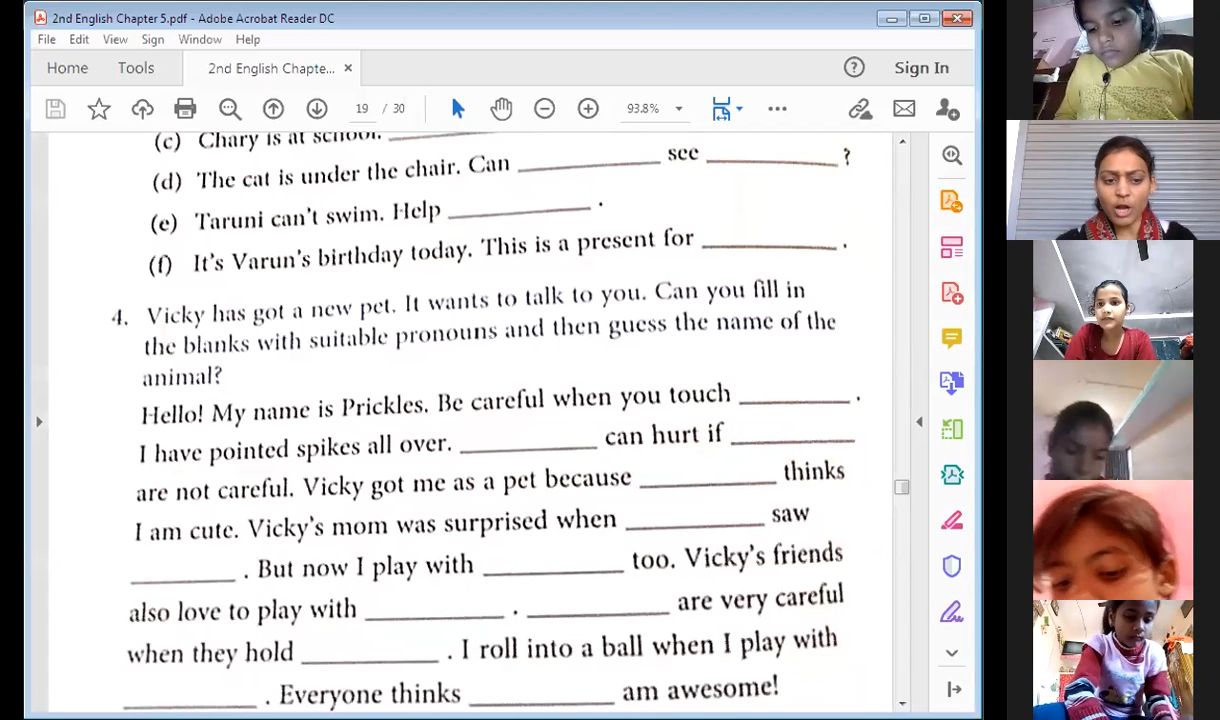 2nd English Chapter 5.pdf - Adobe Acrobat Reader DC
File Edit View Sign Window Help
Home Tools 2nd English Chapte... × ? Sign In
19 / 30 93.8%
(c) Chary is at school. ________
(d) The cat is under the chair. Can ________ see ________ ?
(e) Taruni can't swim. Help ________ .
(f) It's Varun's birthday today. This is a present for ________ .
4. Vicky has got a new pet. It wants to talk to you. Can you fill in
the blanks with suitable pronouns and then guess the name of the
animal?
Hello! My name is Prickles. Be careful when you touch ________ .
I have pointed spikes all over. ________ can hurt if ________
are not careful. Vicky got me as a pet because ________ thinks
I am cute. Vicky's mom was surprised when ________ saw
________ . But now I play with ________ too. Vicky's friends
also love to play with ________ . ________ are very careful
when they hold ________ . I roll into a ball when I play with
________ . Everyone thinks ________ am awesome!